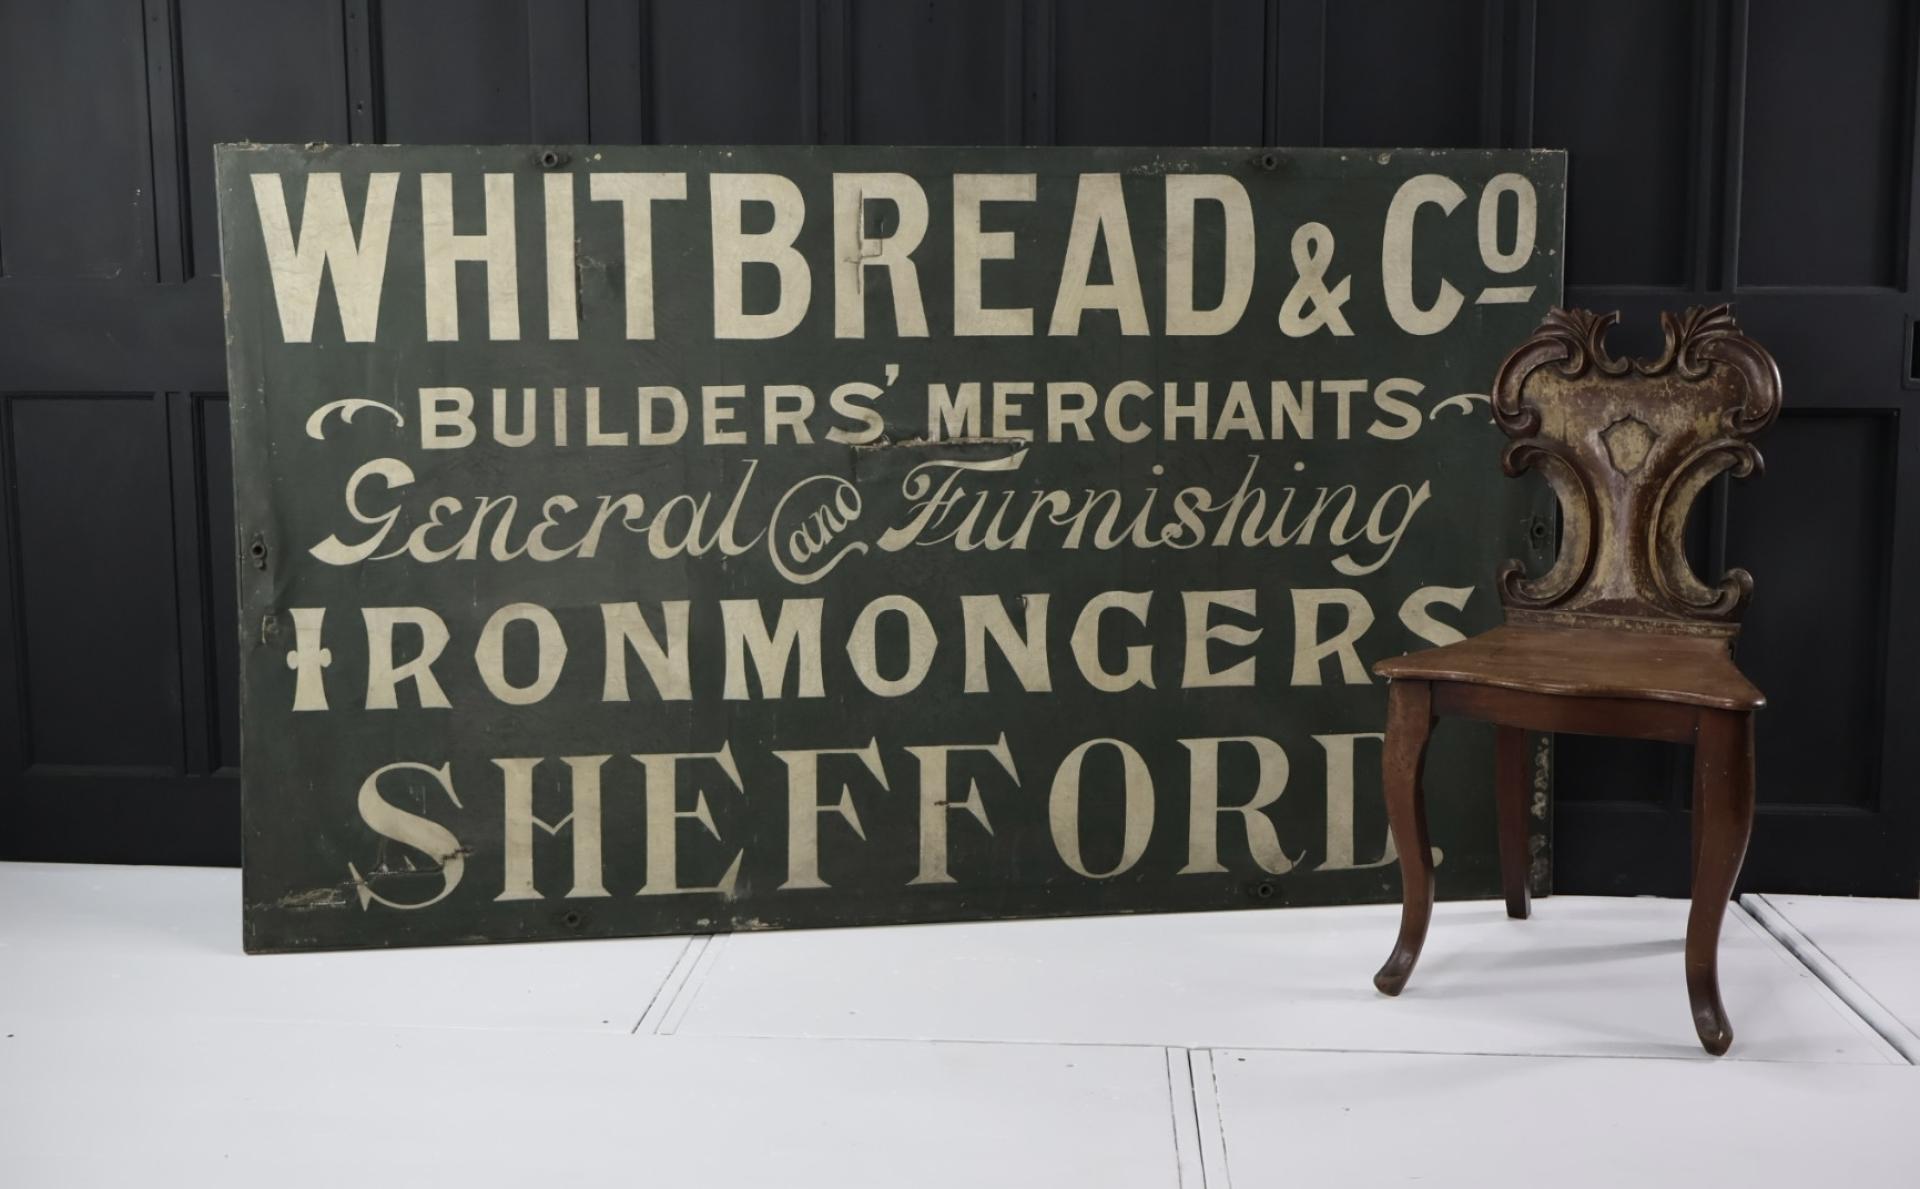 WHITBREAD & Co
BUILDERS' MERCHANTS
General and Furnishing
IRONMONGERS
SHEFFORD.